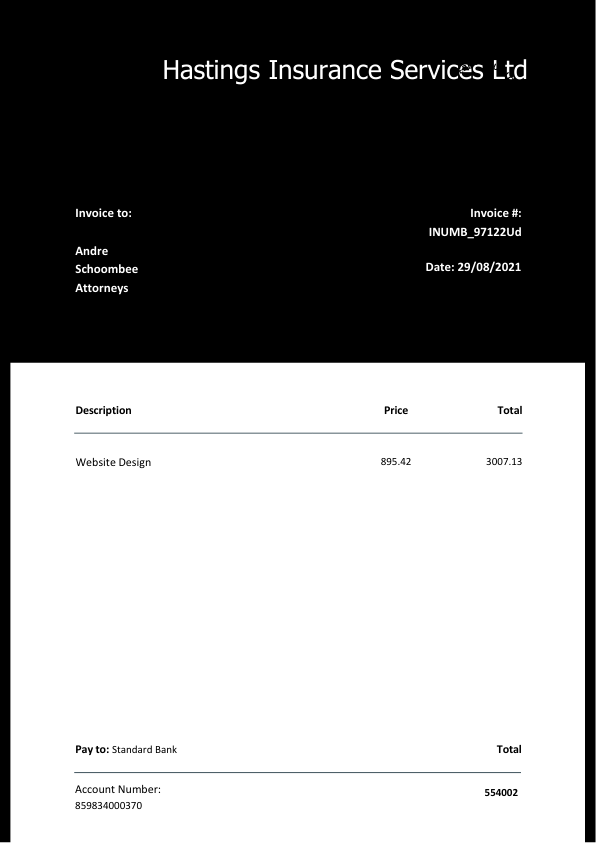 Hastings Insurance Services Ltd
Invoice to:
Invoice #:
INUMB_97122Ud
Andre
Schoombee
Attorneys
Date: 29/08/2021
Description Price Total
Website Design 895.42 3007.13
Pay to: Standard Bank Total
Account Number:
859834000370
554002